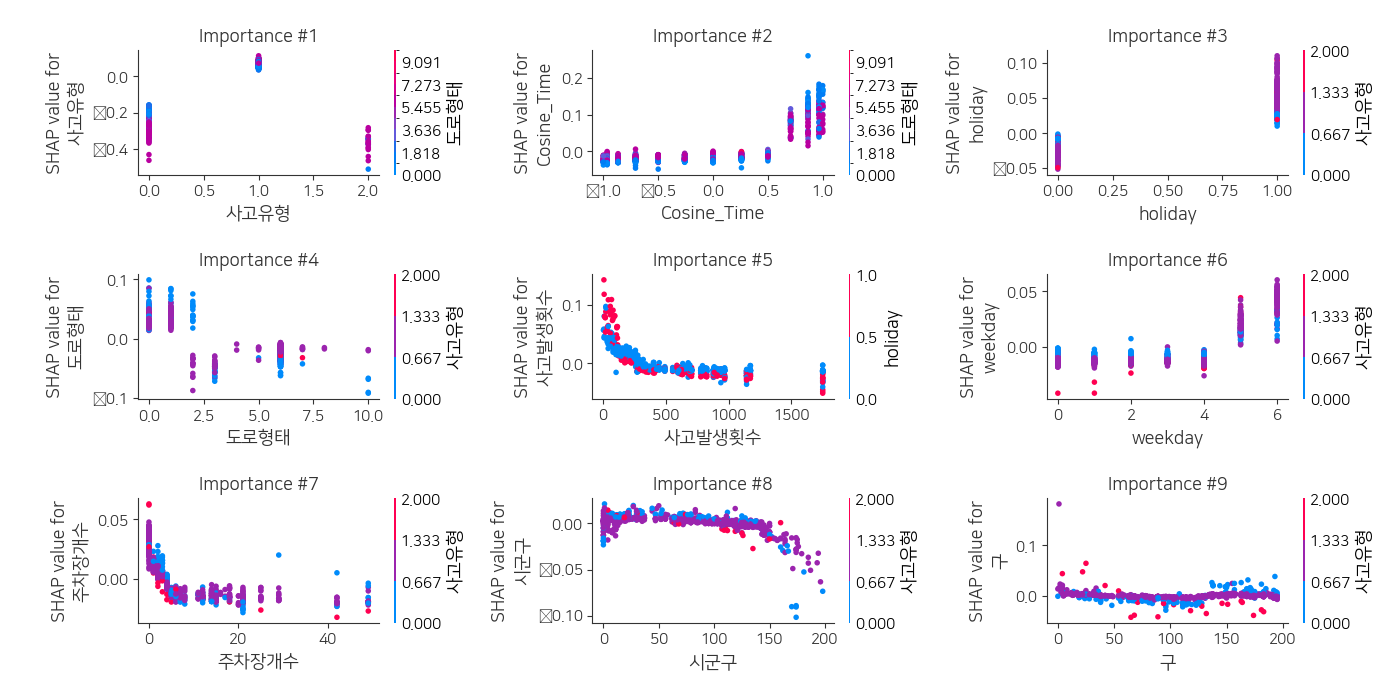 Importance #1
SHAP value for
사고유형
0.0
0.2
0.4
0.0
0.5
1.0
1.5
2.0
사고유형
9.091
7.273
5.455
3.636
1.818
0.000
도로형태
Importance #2
SHAP value for
Cosine_Time
0.2
0.1
0.0
1.0
0.5
0.0
0.5
1.0
Cosine_Time
9.091
7.273
5.455
3.636
1.818
0.000
도로형태
Importance #3
SHAP value for
holiday
0.10
0.05
0.00
0.05
0.00
0.25
0.50
0.75
1.00
holiday
2.000
1.333
0.667
0.000
사고유형
Importance #4
SHAP value for
도로형태
0.1
0.0
0.1
0.0
2.5
5.0
7.5
10.0
도로형태
2.000
1.333
0.667
0.000
사고유형
Importance #5
SHAP value for
사고발생횟수
0.1
0.0
0
500
1000
1500
사고발생횟수
1.0
0.5
0.0
holiday
Importance #6
SHAP value for
weekday
0.05
0.00
0
2
4
6
weekday
2.000
1.333
0.667
0.000
사고유형
Importance #7
SHAP value for
주차장개수
0.05
0.00
0
20
40
주차장개수
2.000
1.333
0.667
0.000
사고유형
Importance #8
SHAP value for
시군구
0.00
0.05
0.10
0
50
100
150
200
시군구
2.000
1.333
0.667
0.000
사고유형
Importance #9
SHAP value for
구
0.1
0.0
0
50
100
150
200
구
2.000
1.333
0.667
0.000
사고유형